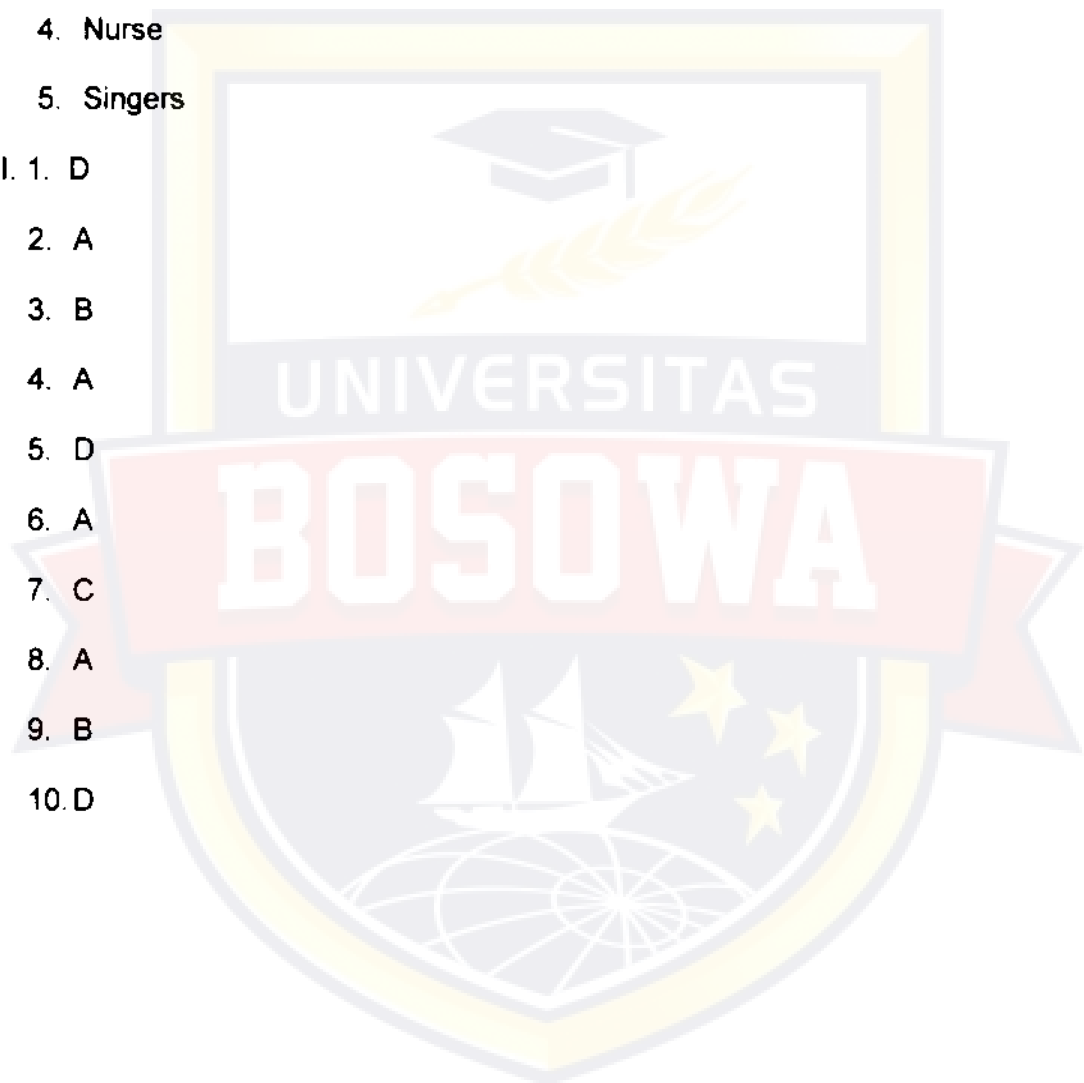 4. Nurse
5. Singers
I. 1. D
2. A
3. B
4. A
5. D
6. A
7. C
8. A
9. B
10. D
UNIVERSITAS
BOSOWA